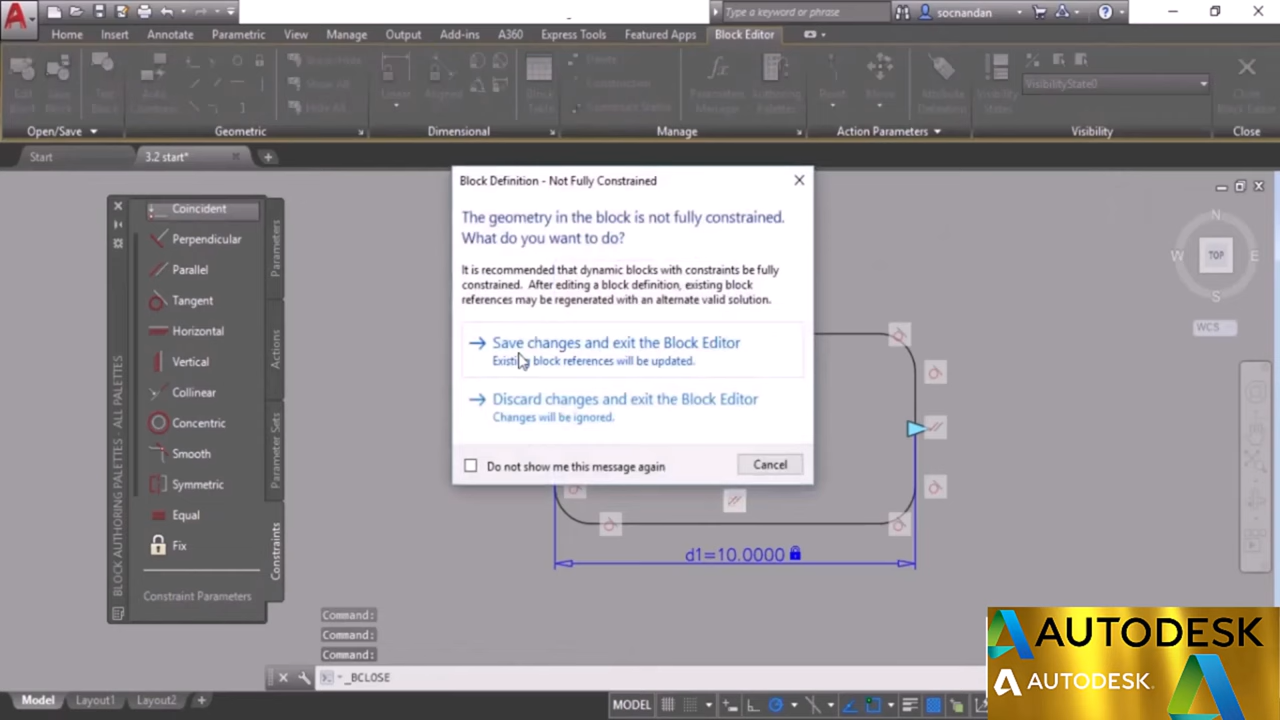 Type a keyword or phrase
socnandan
Home Insert Annotate Parametric View Manage Output Add-ins A360 Express Tools Featured Apps Block Editor
VisibilityState0
Open/Save Geometric Dimensional Manage Action Parameters Visibility Close
Start 3.2 start*
Block Definition - Not Fully Constrained
The geometry in the block is not fully constrained.
What do you want to do?
It is recommended that dynamic blocks with constraints be fully
constrained. After editing a block definition, existing block
references may be regenerated with an alternate valid solution.
Save changes and exit the Block Editor
Existing block references will be updated.
Discard changes and exit the Block Editor
Changes will be ignored.
Do not show me this message again
Cancel
Coincident
Perpendicular
Parallel
Tangent
Horizontal
Vertical
Collinear
Concentric
Smooth
Symmetric
Equal
Fix
Constraint Parameters
BLOCK AUTHORING PALETTES - ALL PALETTES
Parameters
Actions
Parameter Sets
Constraints
N
W TOP E
S
WCS
d1=10.0000
Command:
Command:
Command:
_BCLOSE
Model Layout1 Layout2
MODEL
AUTODESK
AUTODESK.